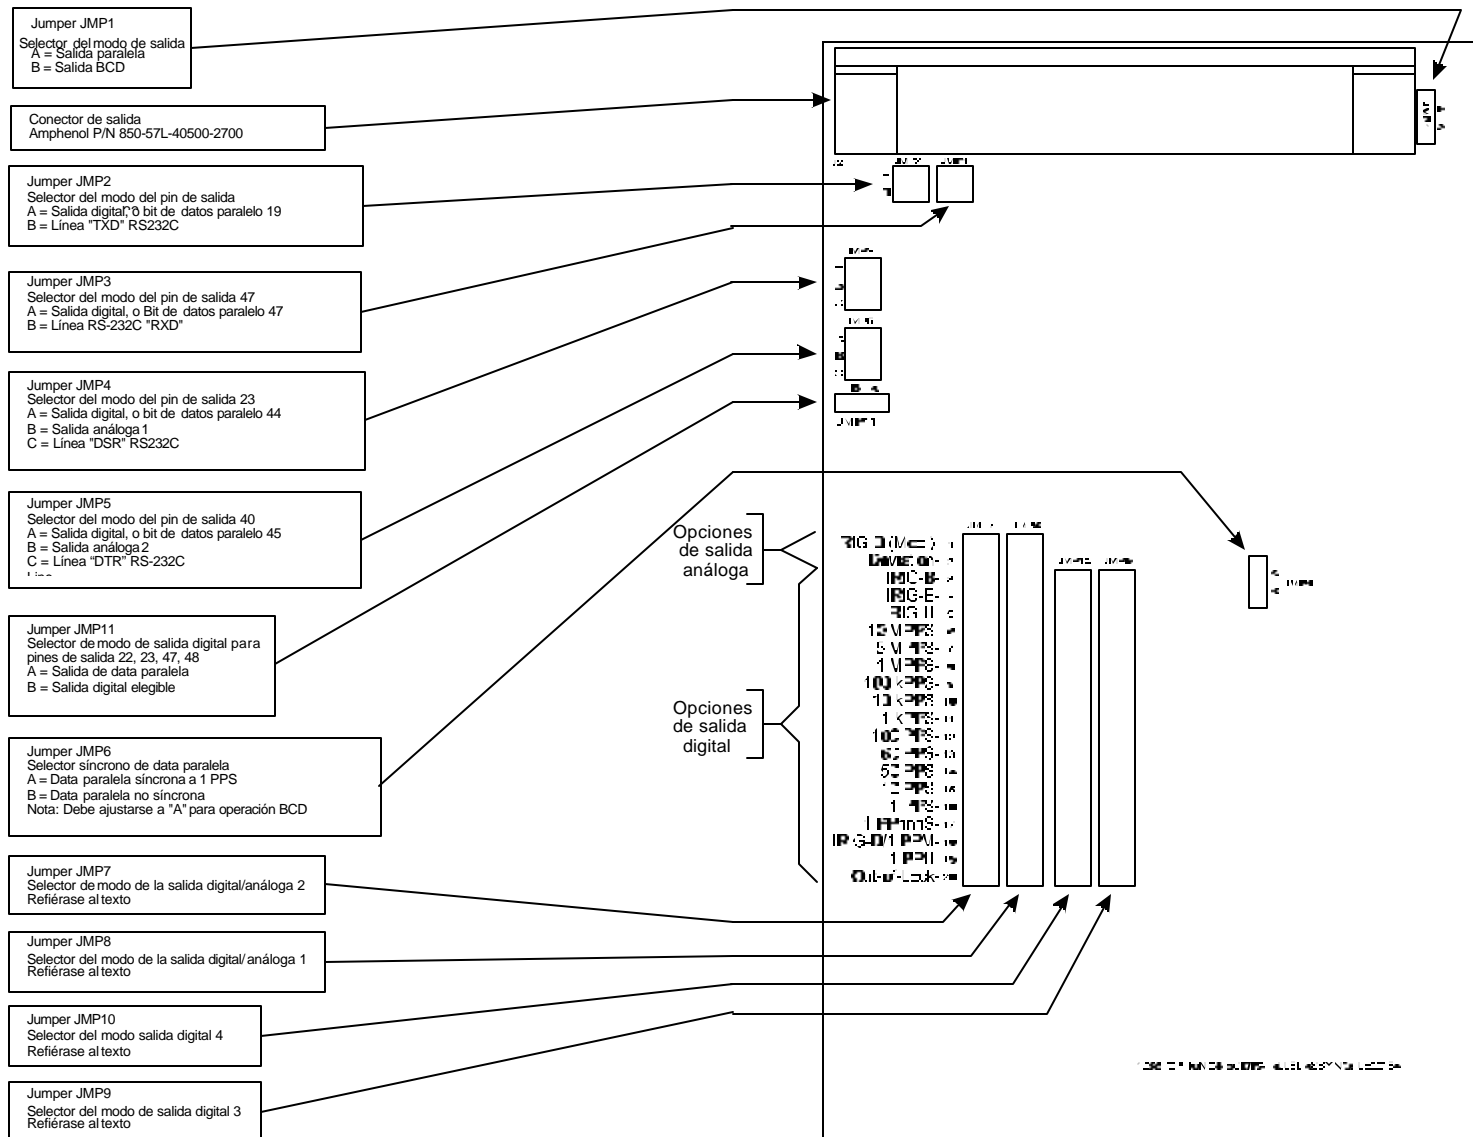 Jumper JMP1
Selector del modo de salida
A = Salida paralela
B = Salida BCD
Conector de salida
Amphenol P/N 850-57L-40500-2700
Jumper JMP2
Selector del modo del pin de salida
A = Salida digital, o bit de datos paralelo 19
B = Línea "TXD" RS232C
Jumper JMP3
Selector del modo del pin de salida 47
A = Salida digital, o Bit de datos paralelo 47
B = Línea RS-232C "RXD"
Jumper JMP4
Selector del modo del pin de salida 23
A = Salida digital, o bit de datos paralelo 44
B = Salida análoga 1
C = Línea "DSR" RS232C
Jumper JMP5
Selector del modo del pin de salida 40
A = Salida digital, o bit de datos paralelo 45
B = Salida análoga 2
C = Línea “DTR” RS-232C
Jumper JMP11
Selector de modo de salida digital para
pines de salida 22, 23, 47, 48
A = Salida de data paralela
B = Salida digital elegible
Jumper JMP6
Selector síncrono de data paralela
A = Data paralela síncrona a 1 PPS
B = Data paralela no síncrona
Nota: Debe ajustarse a "A" para operación BCD
Jumper JMP7
Selector de modo de la salida digital/análoga 2
Refiérase al texto
Jumper JMP8
Selector del modo de la salida digital/análoga 1
Refiérase al texto
Jumper JMP10
Selector del modo salida digital 4
Refiérase al texto
Jumper JMP9
Selector del modo de salida digital 3
Refiérase al texto
Opciones
de salida
análoga
Opciones
de salida
digital
IRIG-B
IRIG-E
5 MPPS
1 MPPS
100 kPPS
10 kPPS
1 kPPS
100 PPS
60 PPS
50 PPS
1 PPS